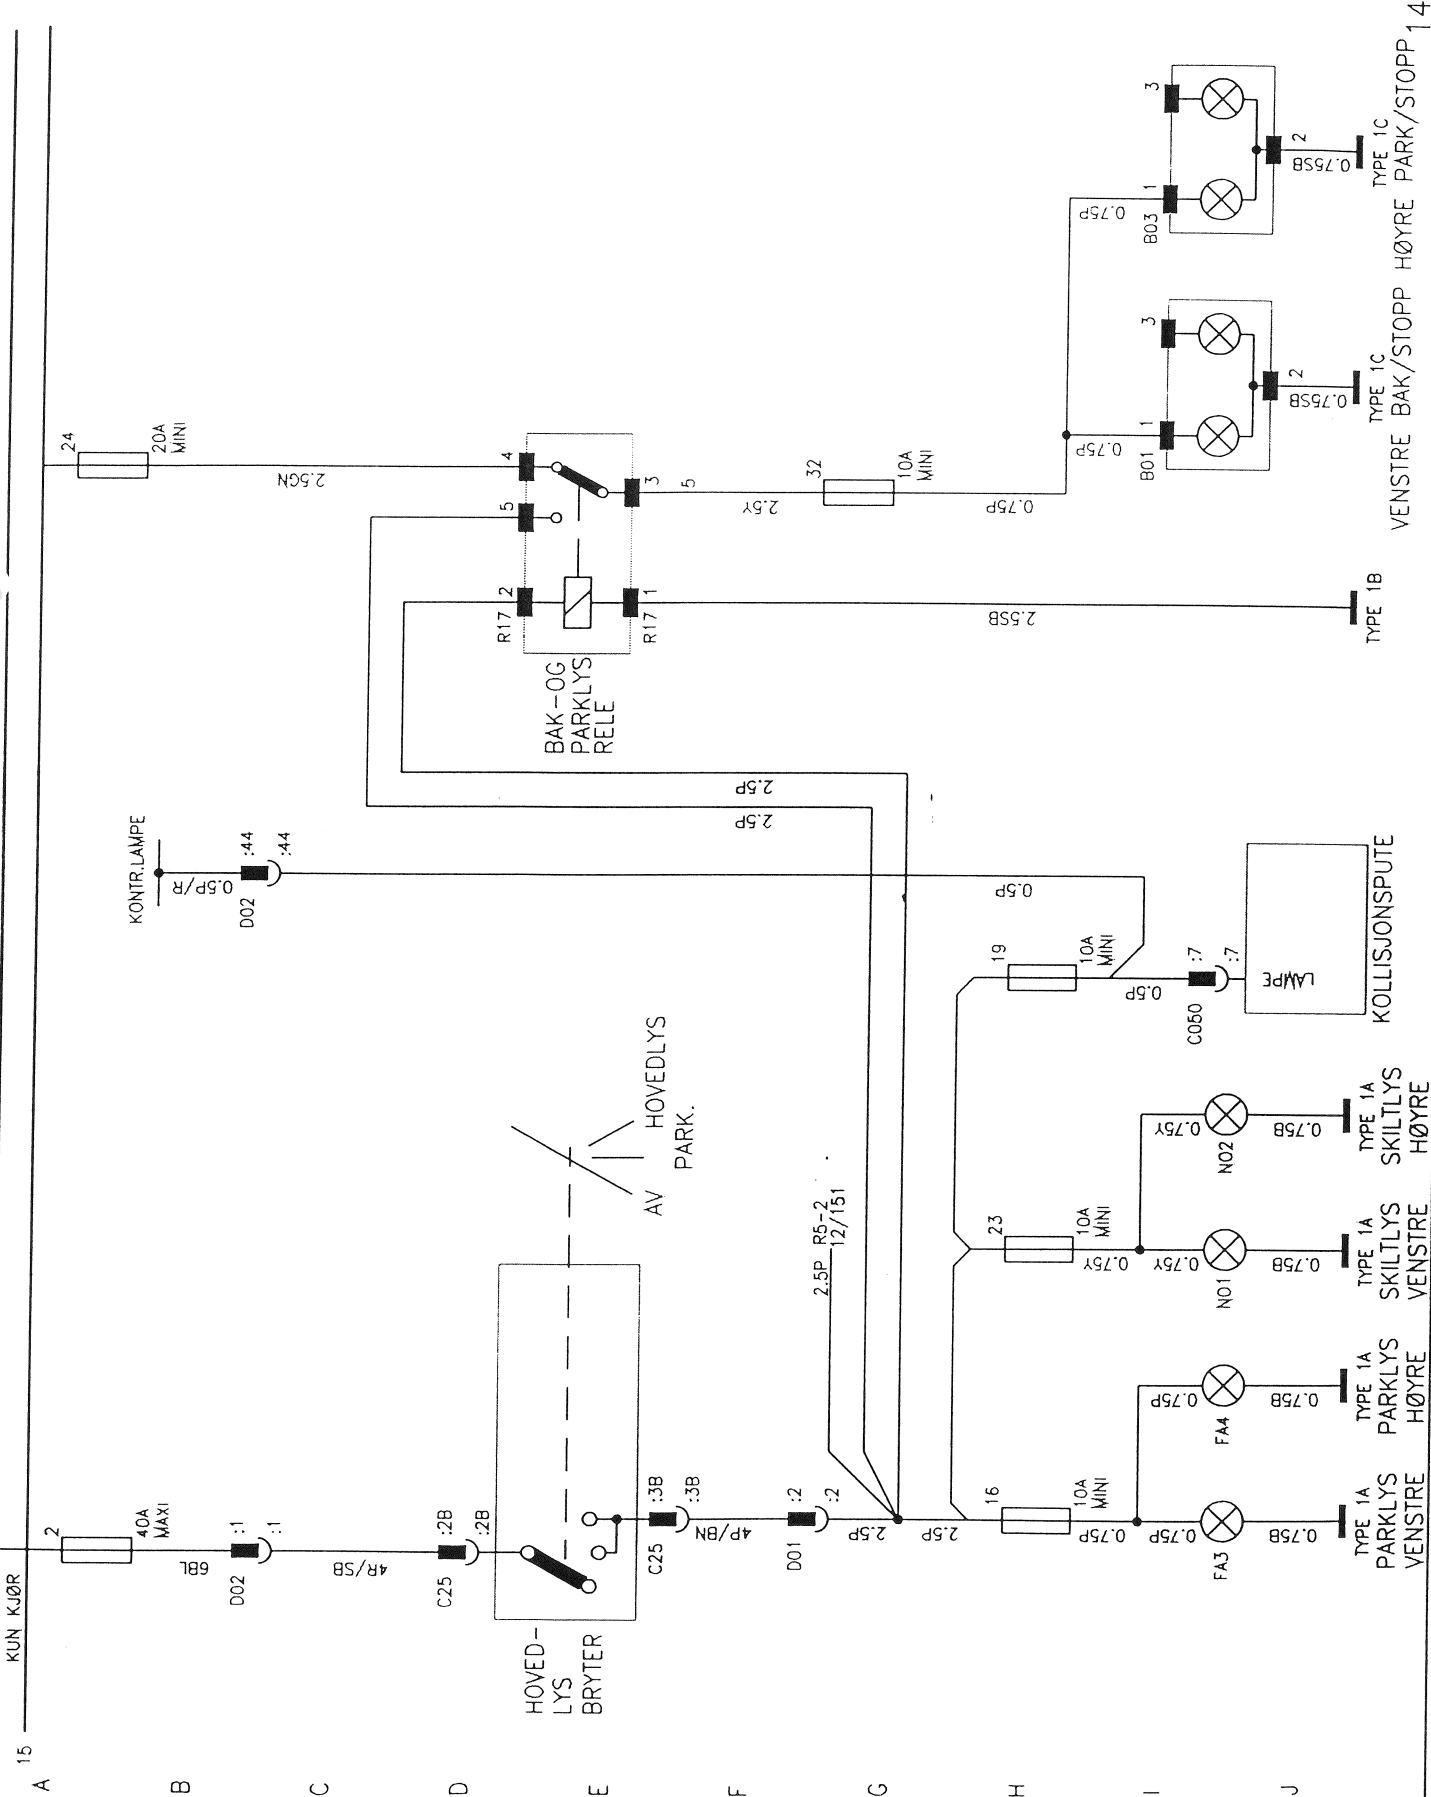 KUN KJØR
15
A
B
C
D
E
F
G
H
I
J
2
40A
MAXI
6BL
D02
:1
:1
4R/SB
C25
:2B
:2B
HOVED-
LYS
BRYTER
AV
PARK.
HOVEDLYS
C25
:3B
:3B
4P/BN
D01
:2
:2
2.5P
2.5P
2.5P R5-2
12/151
16
10A
MINI
0.75P
0.75P
0.75P
FA3
FA4
0.75B
0.75B
TYPE 1A
PARKLYS
VENSTRE
TYPE 1A
PARKLYS
HØYRE
23
10A
MINI
0.75Y
0.75Y
0.75Y
N01
N02
0.75B
0.75B
TYPE 1A
SKILTLYS
VENSTRE
TYPE 1A
SKILTLYS
HØYRE
KONTR.LAMPE
0.5P/R
D02
:44
:44
0.5P
19
10A
MINI
0.5P
C050
:7
:7
LAMPE
KOLLISJONSPUTE
2.5P
2.5P
24
20A
MINI
2.5GN
R17
2
5
4
BAK-OG
PARKLYS
RELE
R17
1
3
5
2.5SB
TYPE 1B
2.5Y
32
10A
MINI
0.75P
0.75P
0.75P
B01
1
3
2
0.75SB
TYPE 1C
VENSTRE BAK/STOPP
B03
1
3
2
0.75SB
TYPE 1C
HØYRE PARK/STOPP
14